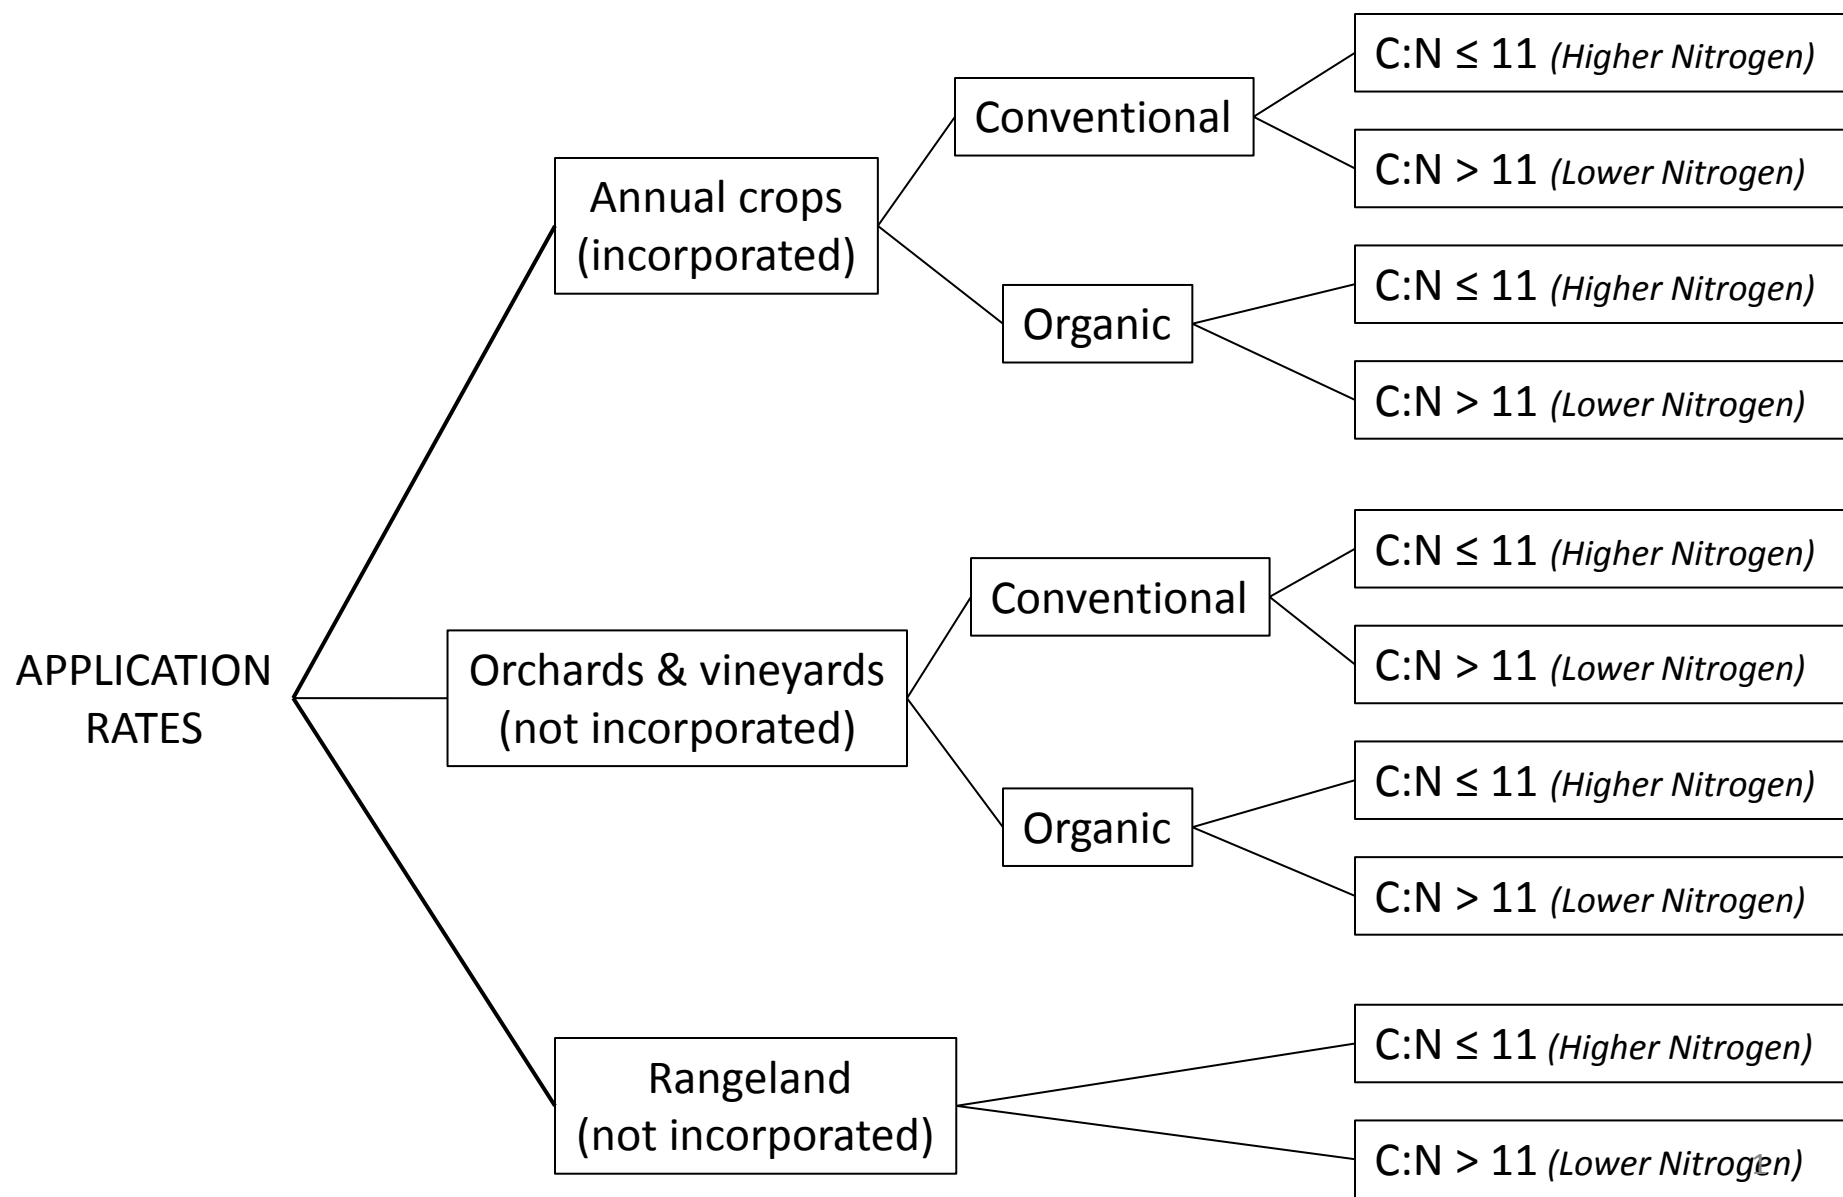 APPLICATION
RATES
Annual crops
(incorporated)
Conventional
C:N ≤ 11 (Higher Nitrogen)
C:N > 11 (Lower Nitrogen)
Organic
C:N ≤ 11 (Higher Nitrogen)
C:N > 11 (Lower Nitrogen)
Orchards & vineyards
(not incorporated)
Conventional
C:N ≤ 11 (Higher Nitrogen)
C:N > 11 (Lower Nitrogen)
Organic
C:N ≤ 11 (Higher Nitrogen)
C:N > 11 (Lower Nitrogen)
Rangeland
(not incorporated)
C:N ≤ 11 (Higher Nitrogen)
C:N > 11 (Lower Nitrogen)
1